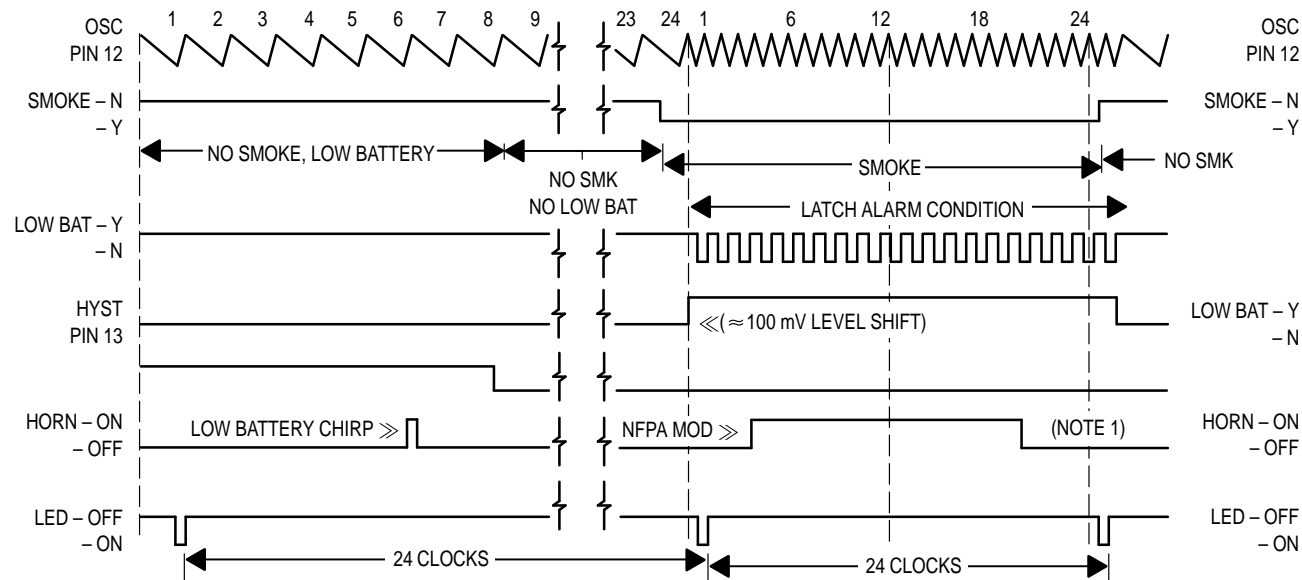 1 2 3 4 5 6 7 8 9 23 24 1 6 12 18 24
OSC
PIN 12
OSC
PIN 12
SMOKE – N
– Y
SMOKE – N
– Y
NO SMOKE, LOW BATTERY
NO SMK
NO LOW BAT
SMOKE
NO SMK
LATCH ALARM CONDITION
LOW BAT – Y
– N
HYST
PIN 13
≪(≈100 mV LEVEL SHIFT)
LOW BAT – Y
– N
HORN – ON
– OFF
LOW BATTERY CHIRP ≫
NFPA MOD ≫
(NOTE 1)
HORN – ON
– OFF
LED – OFF
– ON
24 CLOCKS
24 CLOCKS
LED – OFF
– ON